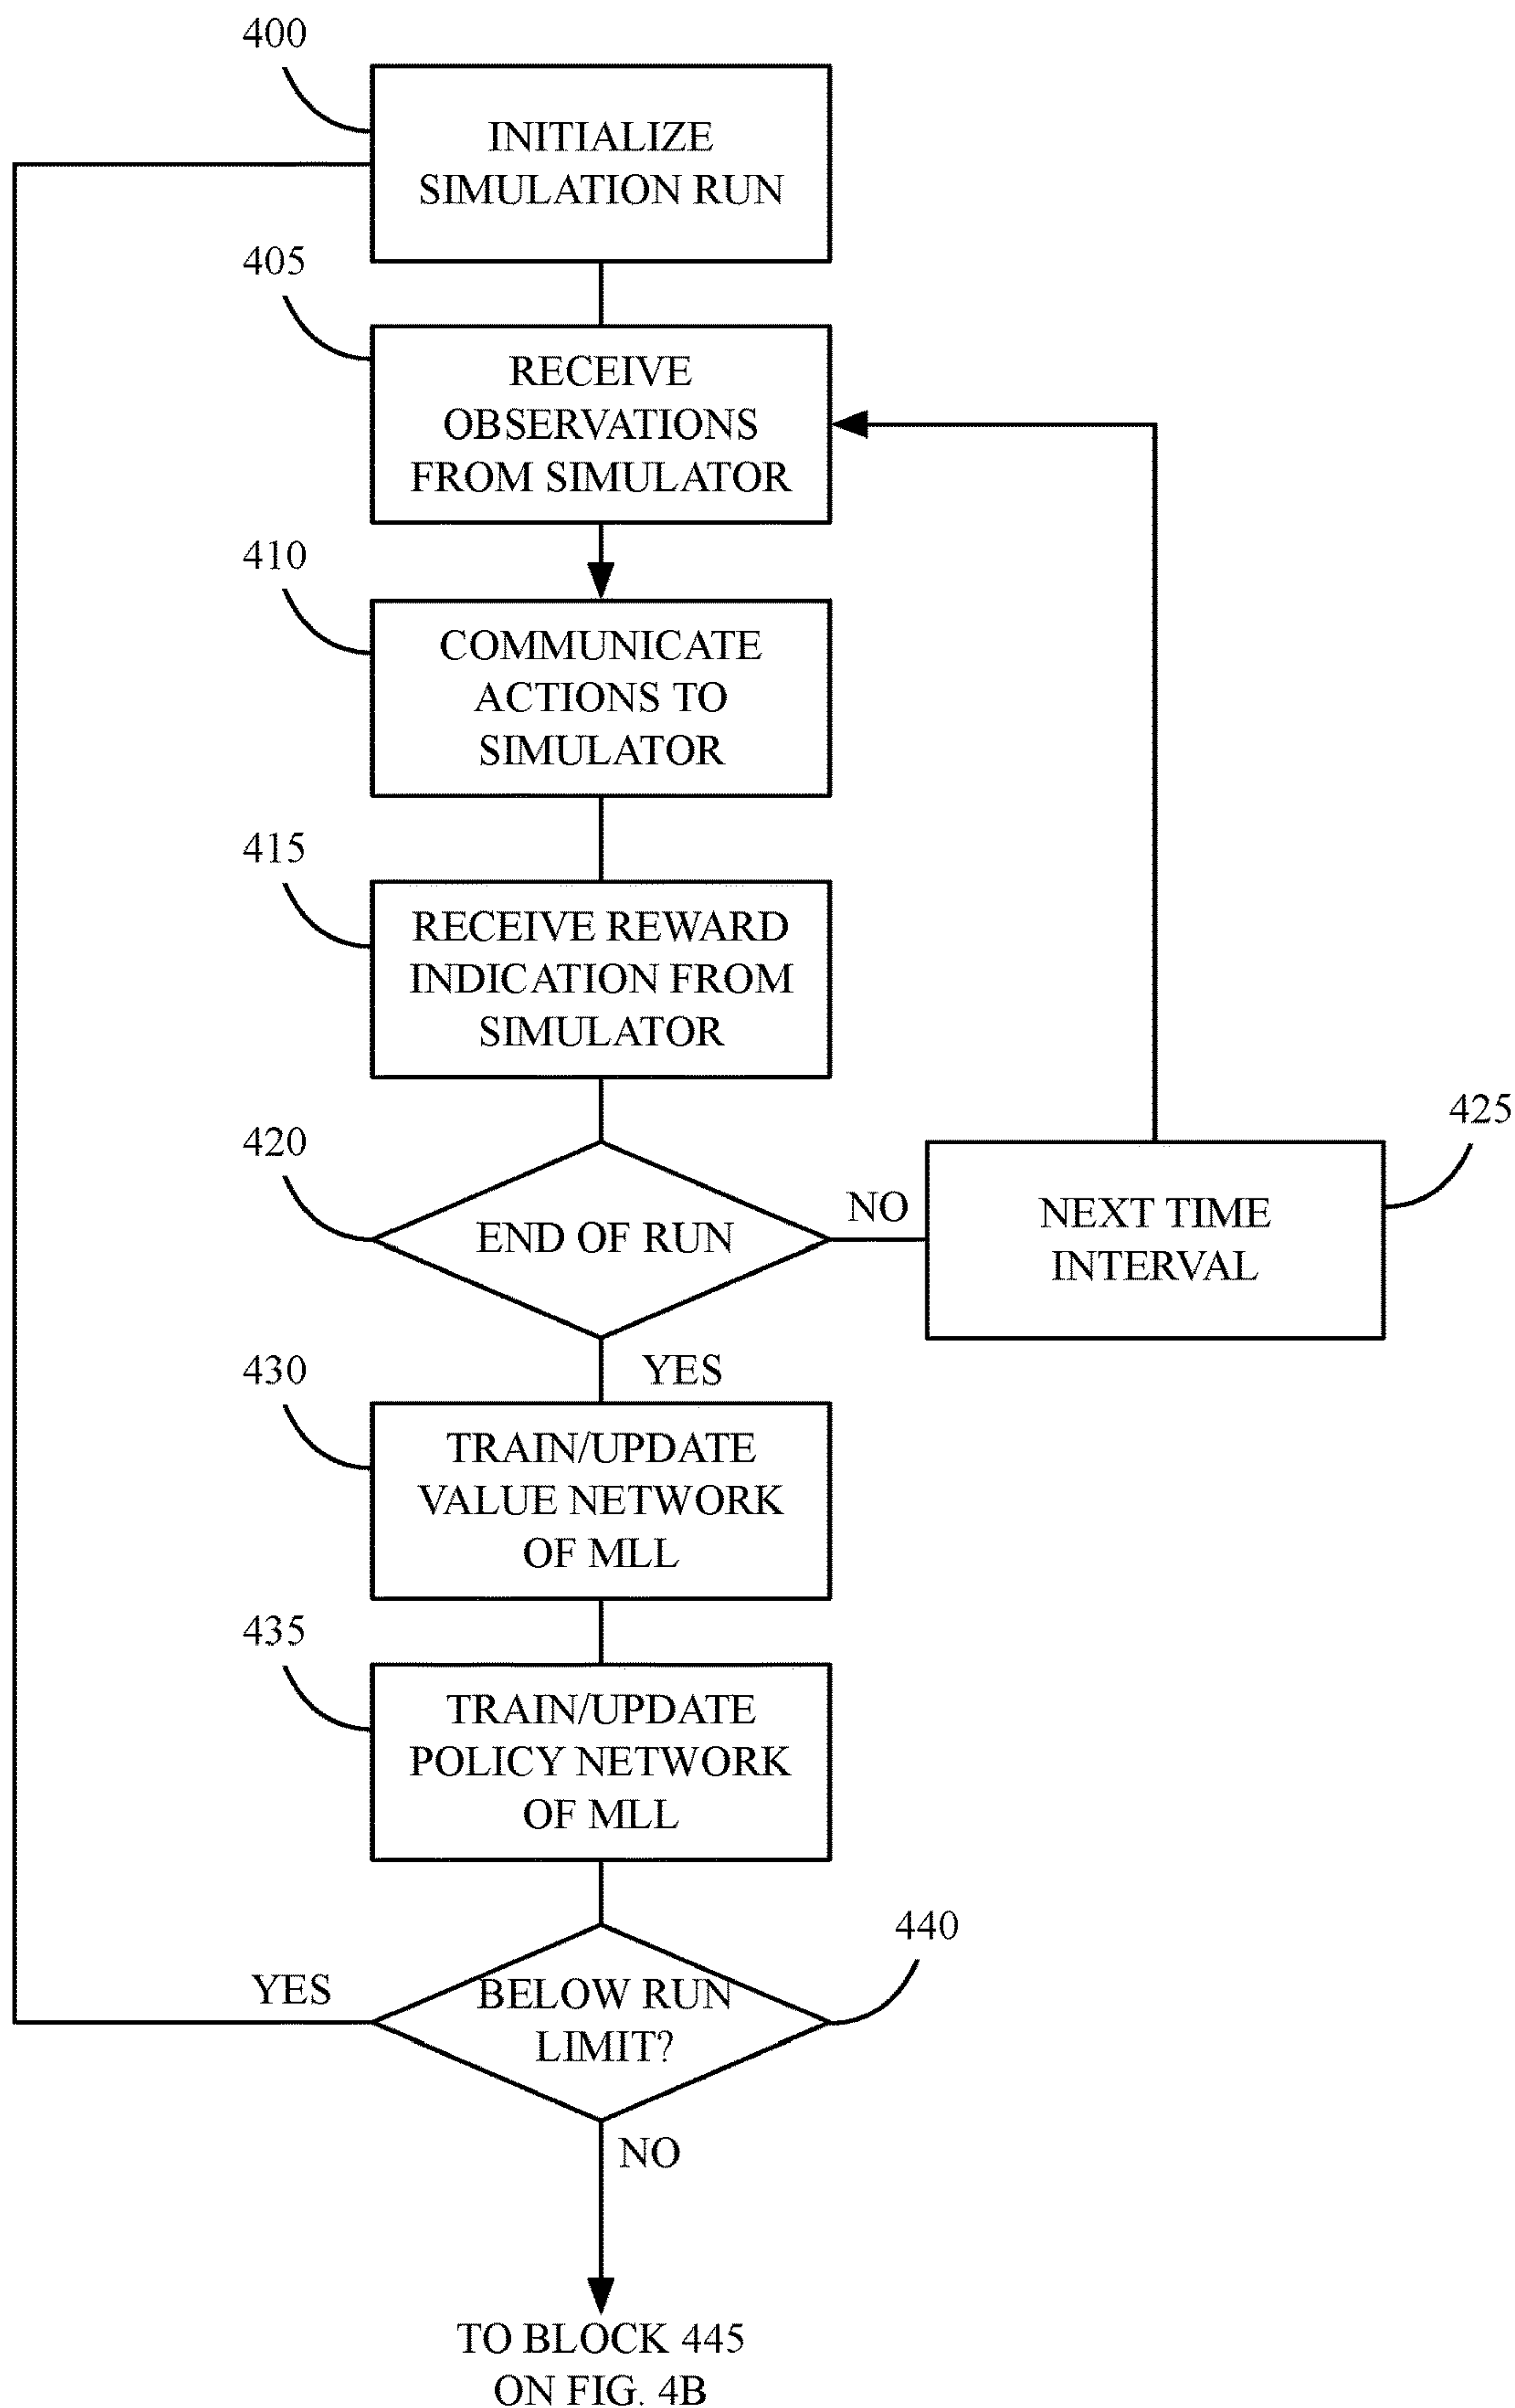 400
INITIALIZE
SIMULATION RUN
405
RECEIVE
OBSERVATIONS
FROM SIMULATOR
410
COMMUNICATE
ACTIONS TO
SIMULATOR
415
RECEIVE REWARD
INDICATION FROM
SIMULATOR
420
END OF RUN
NO
425
NEXT TIME
INTERVAL
YES
430
TRAIN/UPDATE
VALUE NETWORK
OF MLL
435
TRAIN/UPDATE
POLICY NETWORK
OF MLL
440
YES
BELOW RUN
LIMIT?
NO
TO BLOCK 445
ON FIG. 4B